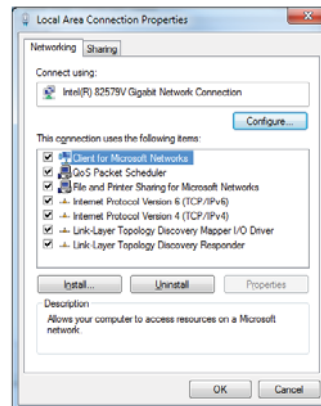 Local Area Connection Properties
Networking Sharing
Connect using:
Intel(R) 82579V Gigabit Network Connection
Configure...
This connection uses the following items:
Client for Microsoft Networks
QoS Packet Scheduler
File and Printer Sharing for Microsoft Networks
Internet Protocol Version 6 (TCP/IPv6)
Internet Protocol Version 4 (TCP/IPv4)
Link-Layer Topology Discovery Mapper I/O Driver
Link-Layer Topology Discovery Responder
Install... Uninstall Properties
Description
Allows your computer to access resources on a Microsoft
network.
OK Cancel